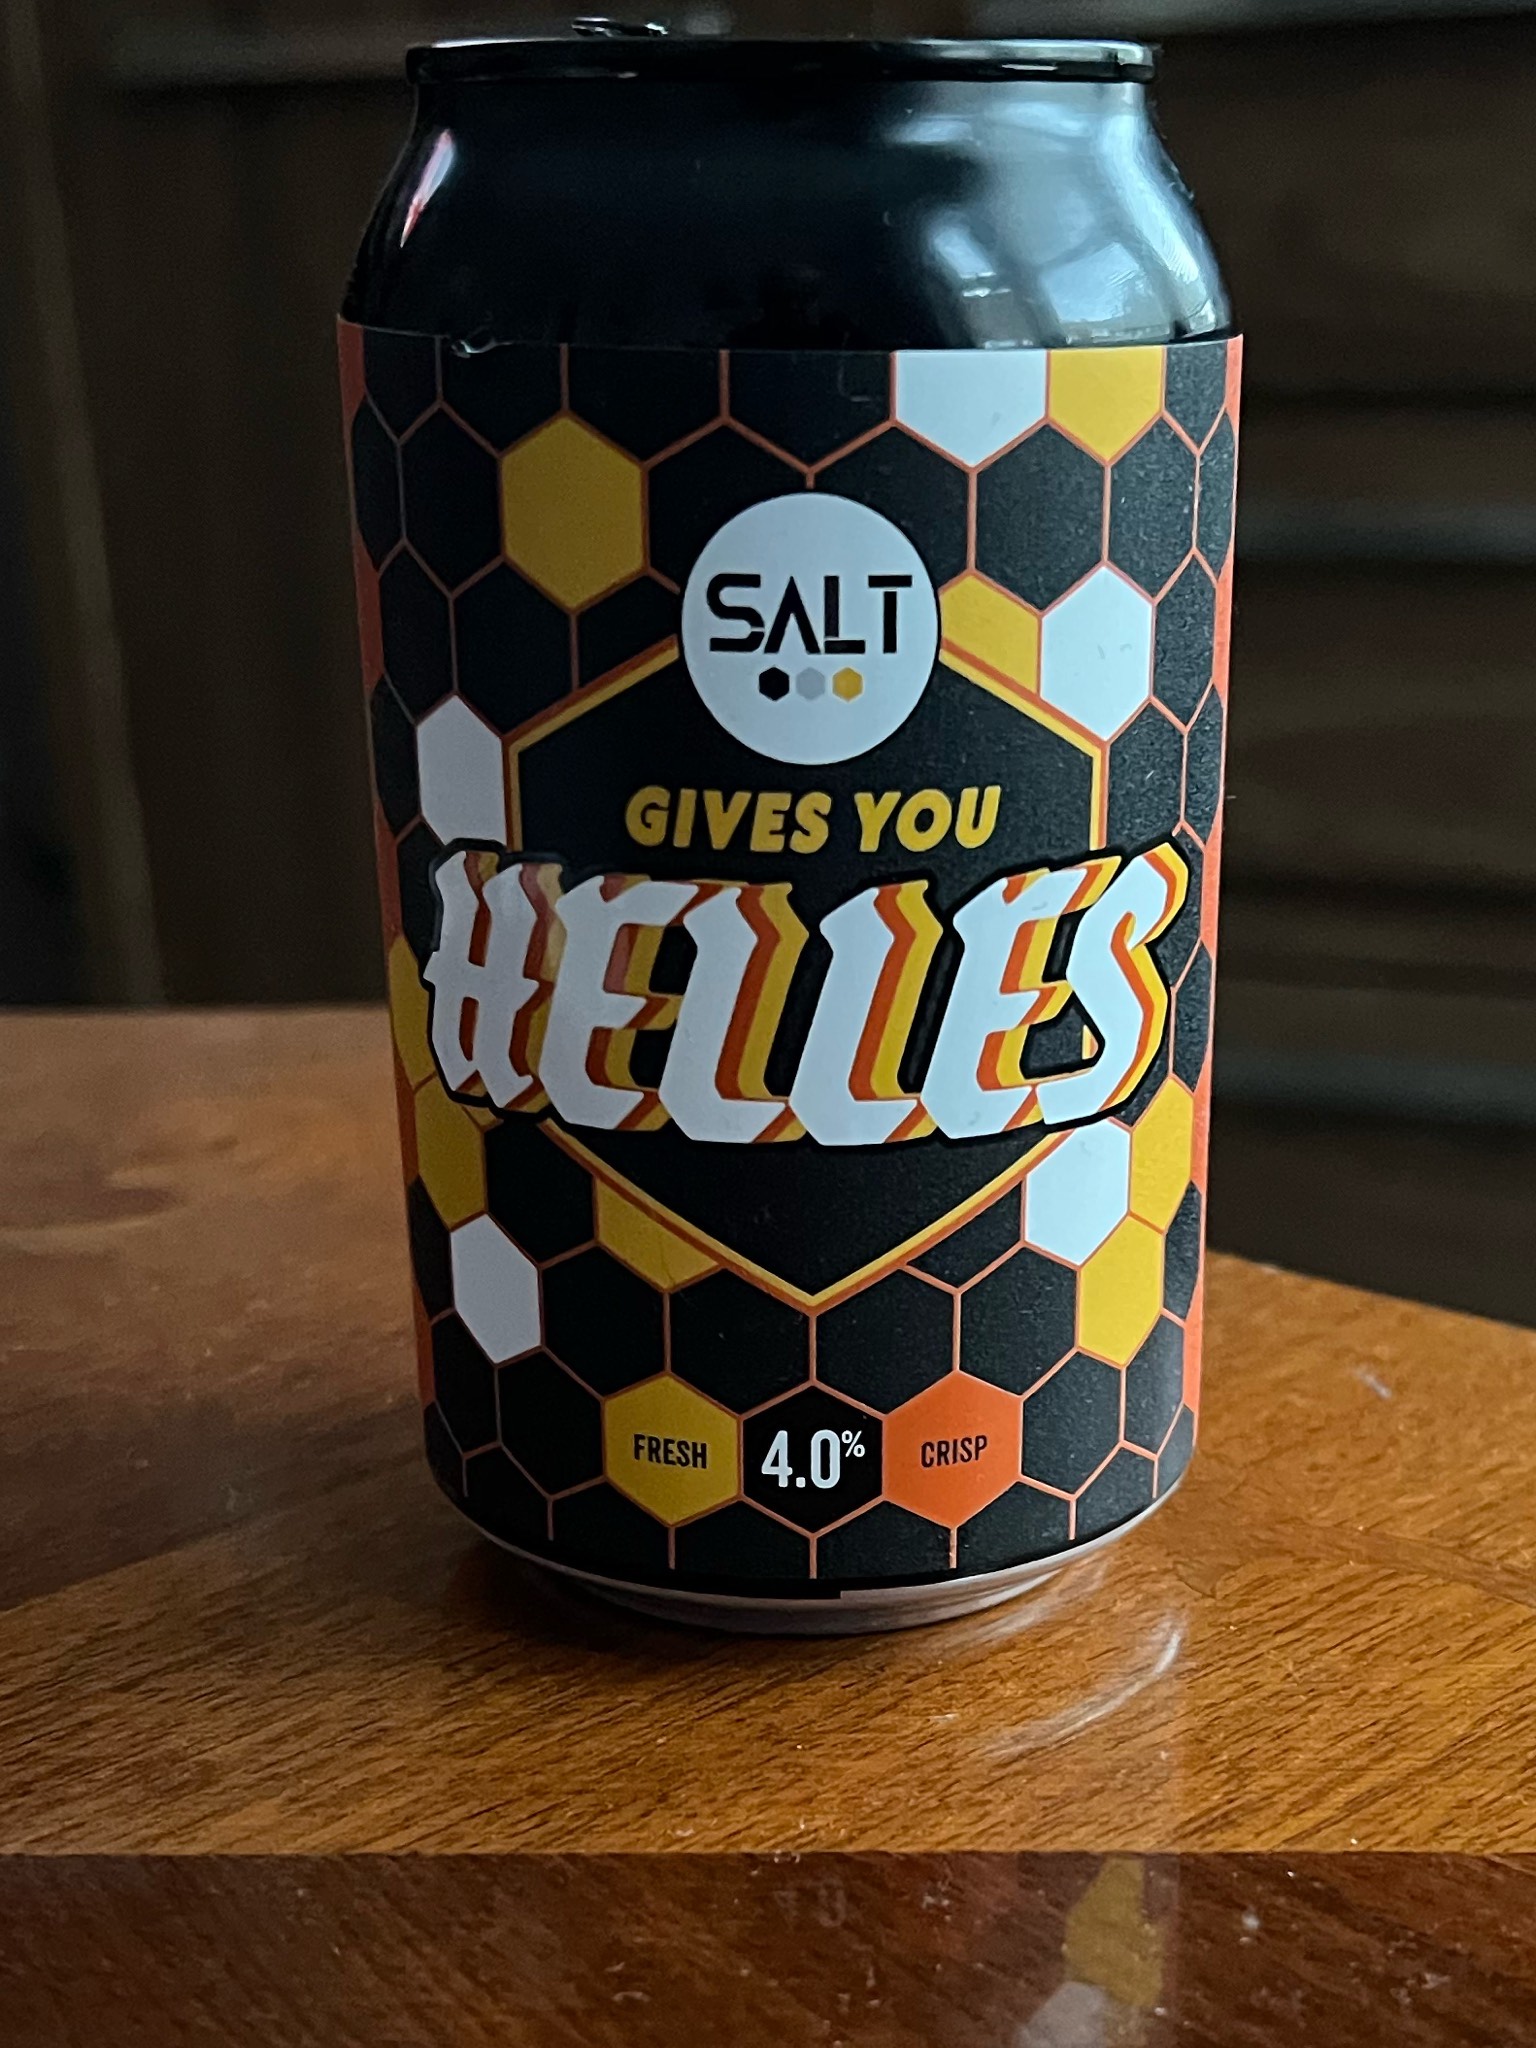 SALT
GIVES YOU
HELLES
FRESH 4.0% CRISP